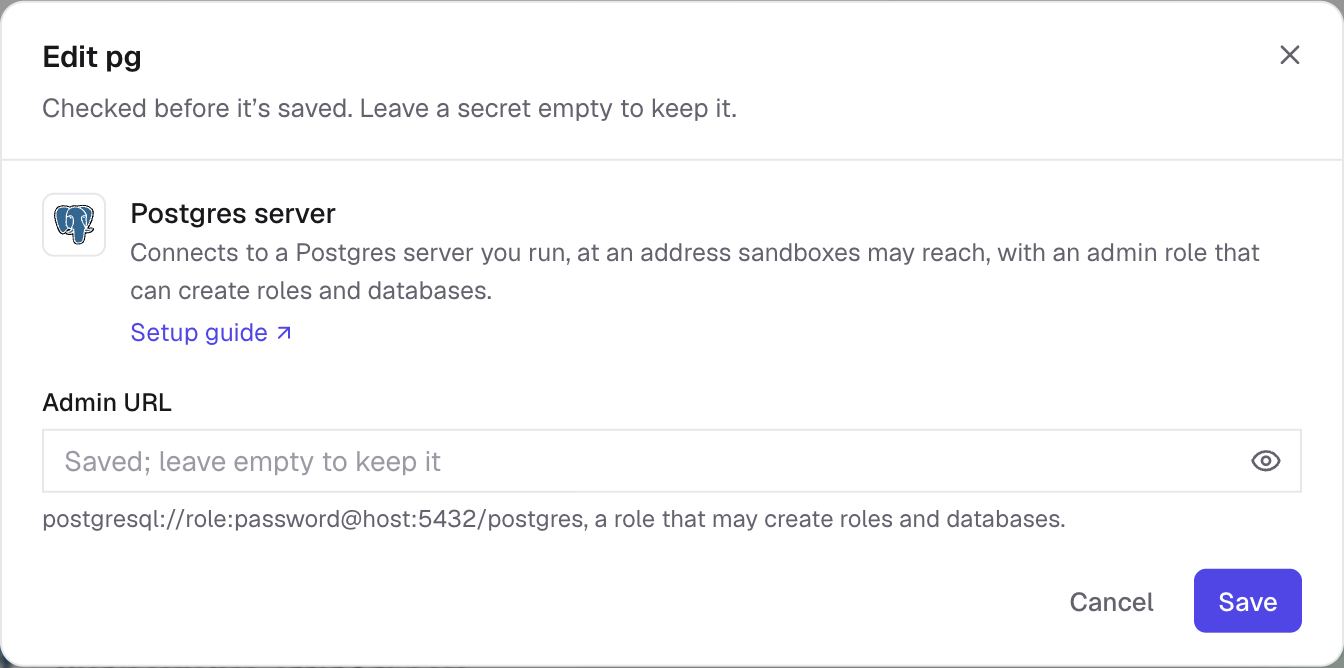 Edit pg
Checked before it’s saved. Leave a secret empty to keep it.
Postgres server
Connects to a Postgres server you run, at an address sandboxes may reach, with an admin role that
can create roles and databases.
Setup guide ↗
Admin URL
Saved; leave empty to keep it
postgresql://role:password@host:5432/postgres, a role that may create roles and databases.
Cancel
Save